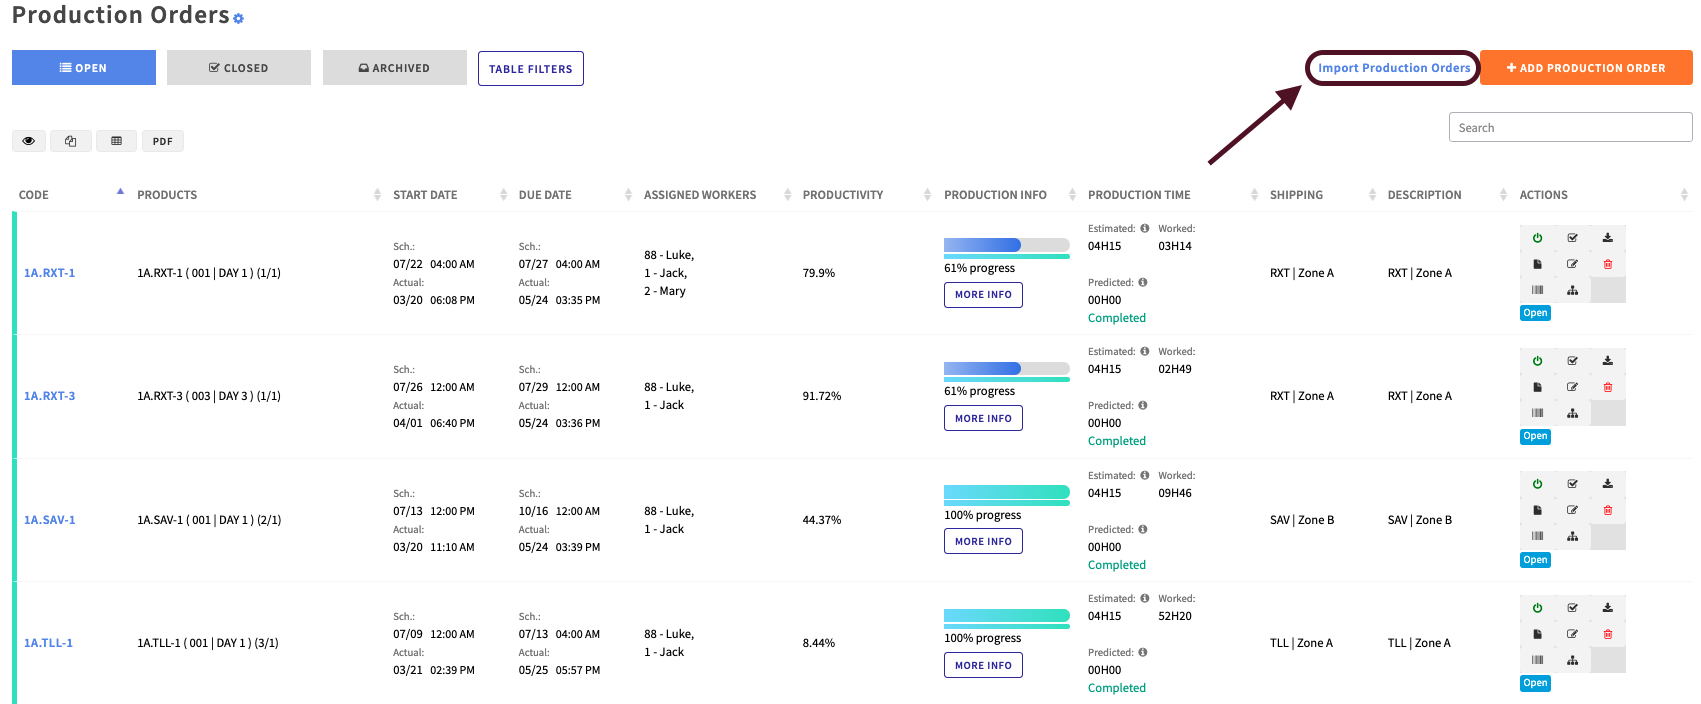 Production Orders
OPEN
CLOSED
ARCHIVED
TABLE FILTERS
Import Production Orders
ADD PRODUCTION ORDER
Search
PDF
CODE PRODUCTS START DATE DUE DATE ASSIGNED WORKERS PRODUCTIVITY PRODUCTION INFO PRODUCTION TIME SHIPPING DESCRIPTION ACTIONS
1A.RXT-1
1A.RXT-1 ( 001 | DAY 1 ) (1/1)
Sch.:
07/22 04:00 AM
Actual:
03/20 06:08 PM
Sch.:
07/27 04:00 AM
Actual:
05/24 03:35 PM
88 - Luke,
1 - Jack,
2 - Mary
79.9%
61% progress
MORE INFO
Estimated: Worked:
04H15 03H14
Predicted:
00H00
Completed
RXT | Zone A
RXT | Zone A
Open
1A.RXT-3
1A.RXT-3 ( 003 | DAY 3 ) (1/1)
Sch.:
07/26 12:00 AM
Actual:
04/01 06:40 PM
Sch.:
07/29 12:00 AM
Actual:
05/24 03:36 PM
88 - Luke,
1 - Jack
91.72%
61% progress
MORE INFO
Estimated: Worked:
04H15 02H49
Predicted:
00H00
Completed
RXT | Zone A
RXT | Zone A
Open
1A.SAV-1
1A.SAV-1 ( 001 | DAY 1 ) (2/1)
Sch.:
07/13 12:00 PM
Actual:
03/20 11:10 AM
Sch.:
10/16 12:00 AM
Actual:
05/24 03:39 PM
88 - Luke,
1 - Jack
44.37%
100% progress
MORE INFO
Estimated: Worked:
04H15 09H46
Predicted:
00H00
Completed
SAV | Zone B
SAV | Zone B
Open
1A.TLL-1
1A.TLL-1 ( 001 | DAY 1 ) (3/1)
Sch.:
07/09 12:00 AM
Actual:
03/21 02:39 PM
Sch.:
07/13 04:00 AM
Actual:
05/25 05:57 PM
88 - Luke,
1 - Jack
8.44%
100% progress
MORE INFO
Estimated: Worked:
04H15 52H20
Predicted:
00H00
Completed
TLL | Zone A
TLL | Zone A
Open